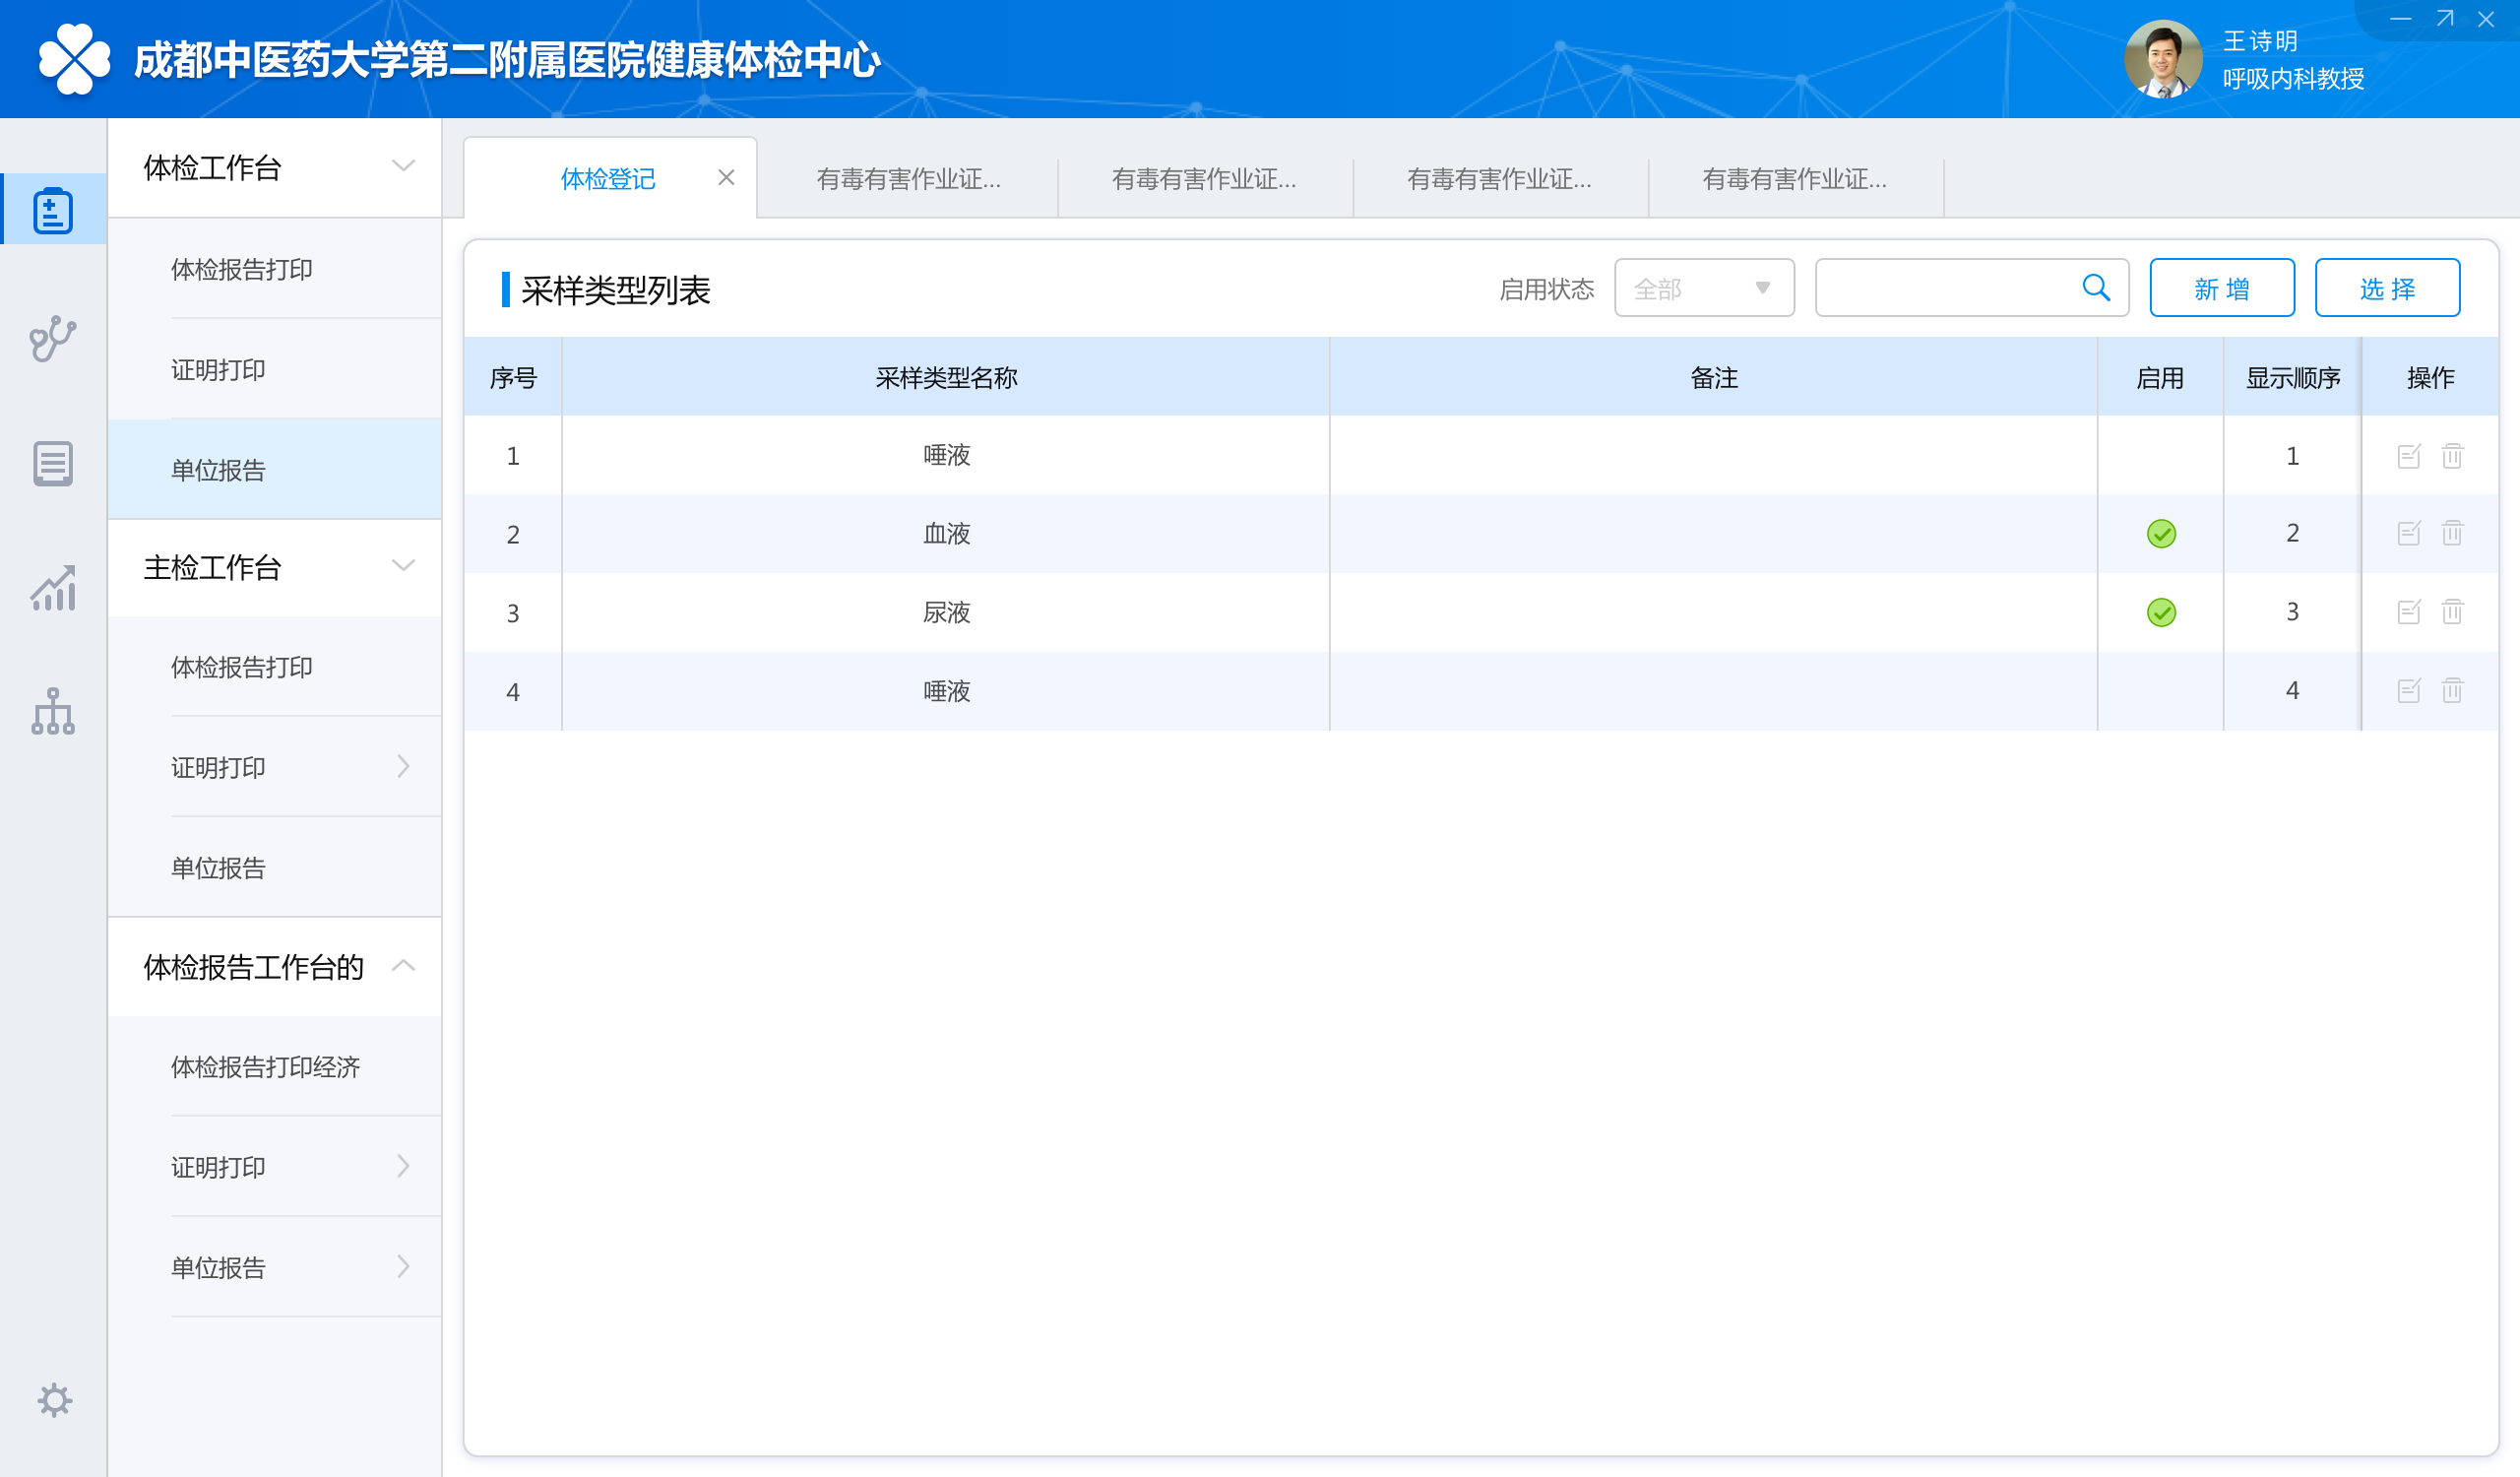 成都中医药大学第二附属医院健康体检中心
王诗明
呼吸内科教授
体检工作台
体检报告打印
证明打印
单位报告
主检工作台
体检报告打印
证明打印
单位报告
体检报告工作台的
体检报告打印经济
证明打印
单位报告
体检登记
有毒有害作业证...
有毒有害作业证...
有毒有害作业证...
有毒有害作业证...
采样类型列表
启用状态
全部
新 增
选 择
序号 采样类型名称 备注 启用 显示顺序 操作
1 唾液 1
2 血液 2
3 尿液 3
4 唾液 4